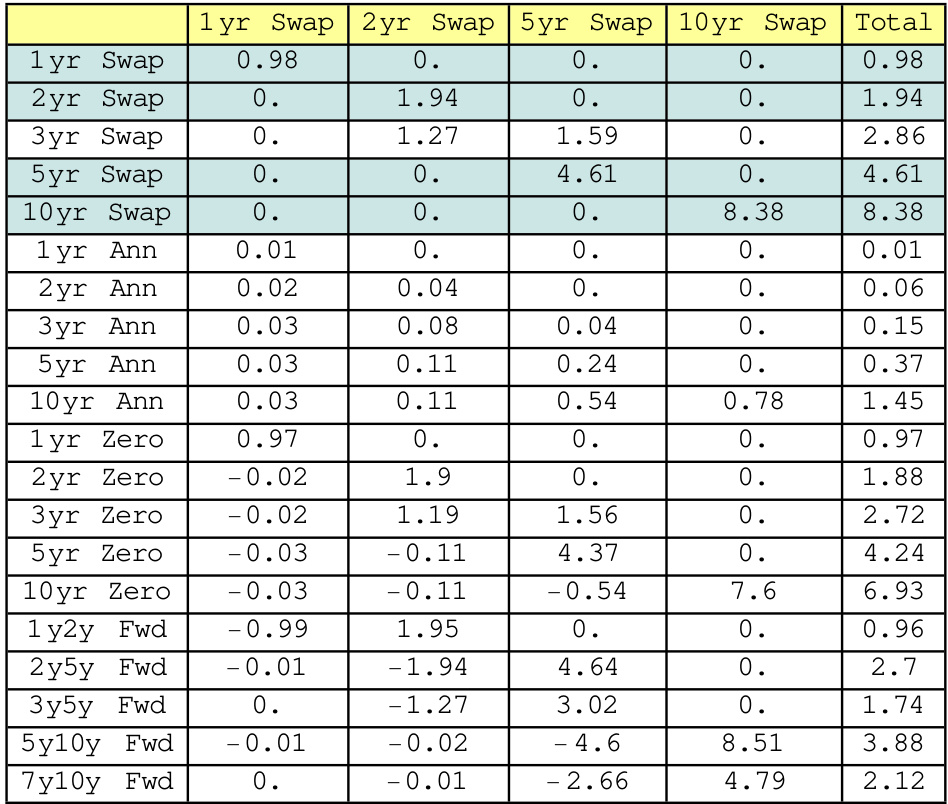 1yr Swap 2yr Swap 5yr Swap 10yr Swap Total
1yr Swap 0.98 0. 0. 0. 0.98
2yr Swap 0. 1.94 0. 0. 1.94
3yr Swap 0. 1.27 1.59 0. 2.86
5yr Swap 0. 0. 4.61 0. 4.61
10yr Swap 0. 0. 0. 8.38 8.38
1yr Ann 0.01 0. 0. 0. 0.01
2yr Ann 0.02 0.04 0. 0. 0.06
3yr Ann 0.03 0.08 0.04 0. 0.15
5yr Ann 0.03 0.11 0.24 0. 0.37
10yr Ann 0.03 0.11 0.54 0.78 1.45
1yr Zero 0.97 0. 0. 0. 0.97
2yr Zero -0.02 1.9 0. 0. 1.88
3yr Zero -0.02 1.19 1.56 0. 2.72
5yr Zero -0.03 -0.11 4.37 0. 4.24
10yr Zero -0.03 -0.11 -0.54 7.6 6.93
1y2y Fwd -0.99 1.95 0. 0. 0.96
2y5y Fwd -0.01 -1.94 4.64 0. 2.7
3y5y Fwd 0. -1.27 3.02 0. 1.74
5y10y Fwd -0.01 -0.02 -4.6 8.51 3.88
7y10y Fwd 0. -0.01 -2.66 4.79 2.12